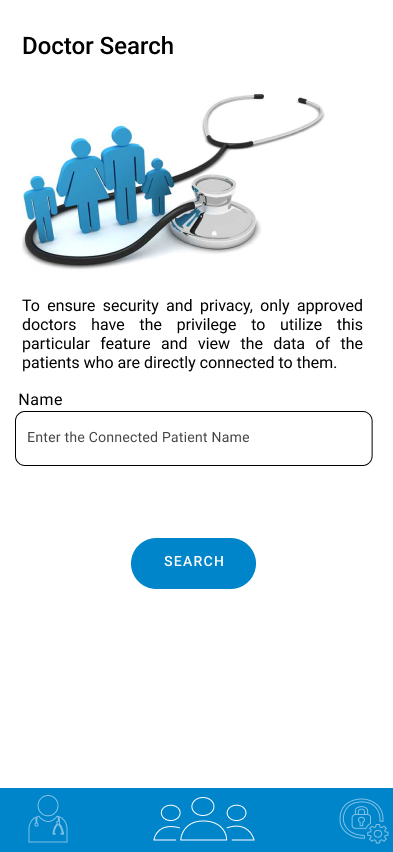 Doctor Search
To ensure security and privacy, only approved
doctors have the privilege to utilize this
particular feature and view the data of the
patients who are directly connected to them.
Name
Enter the Connected Patient Name
SEARCH